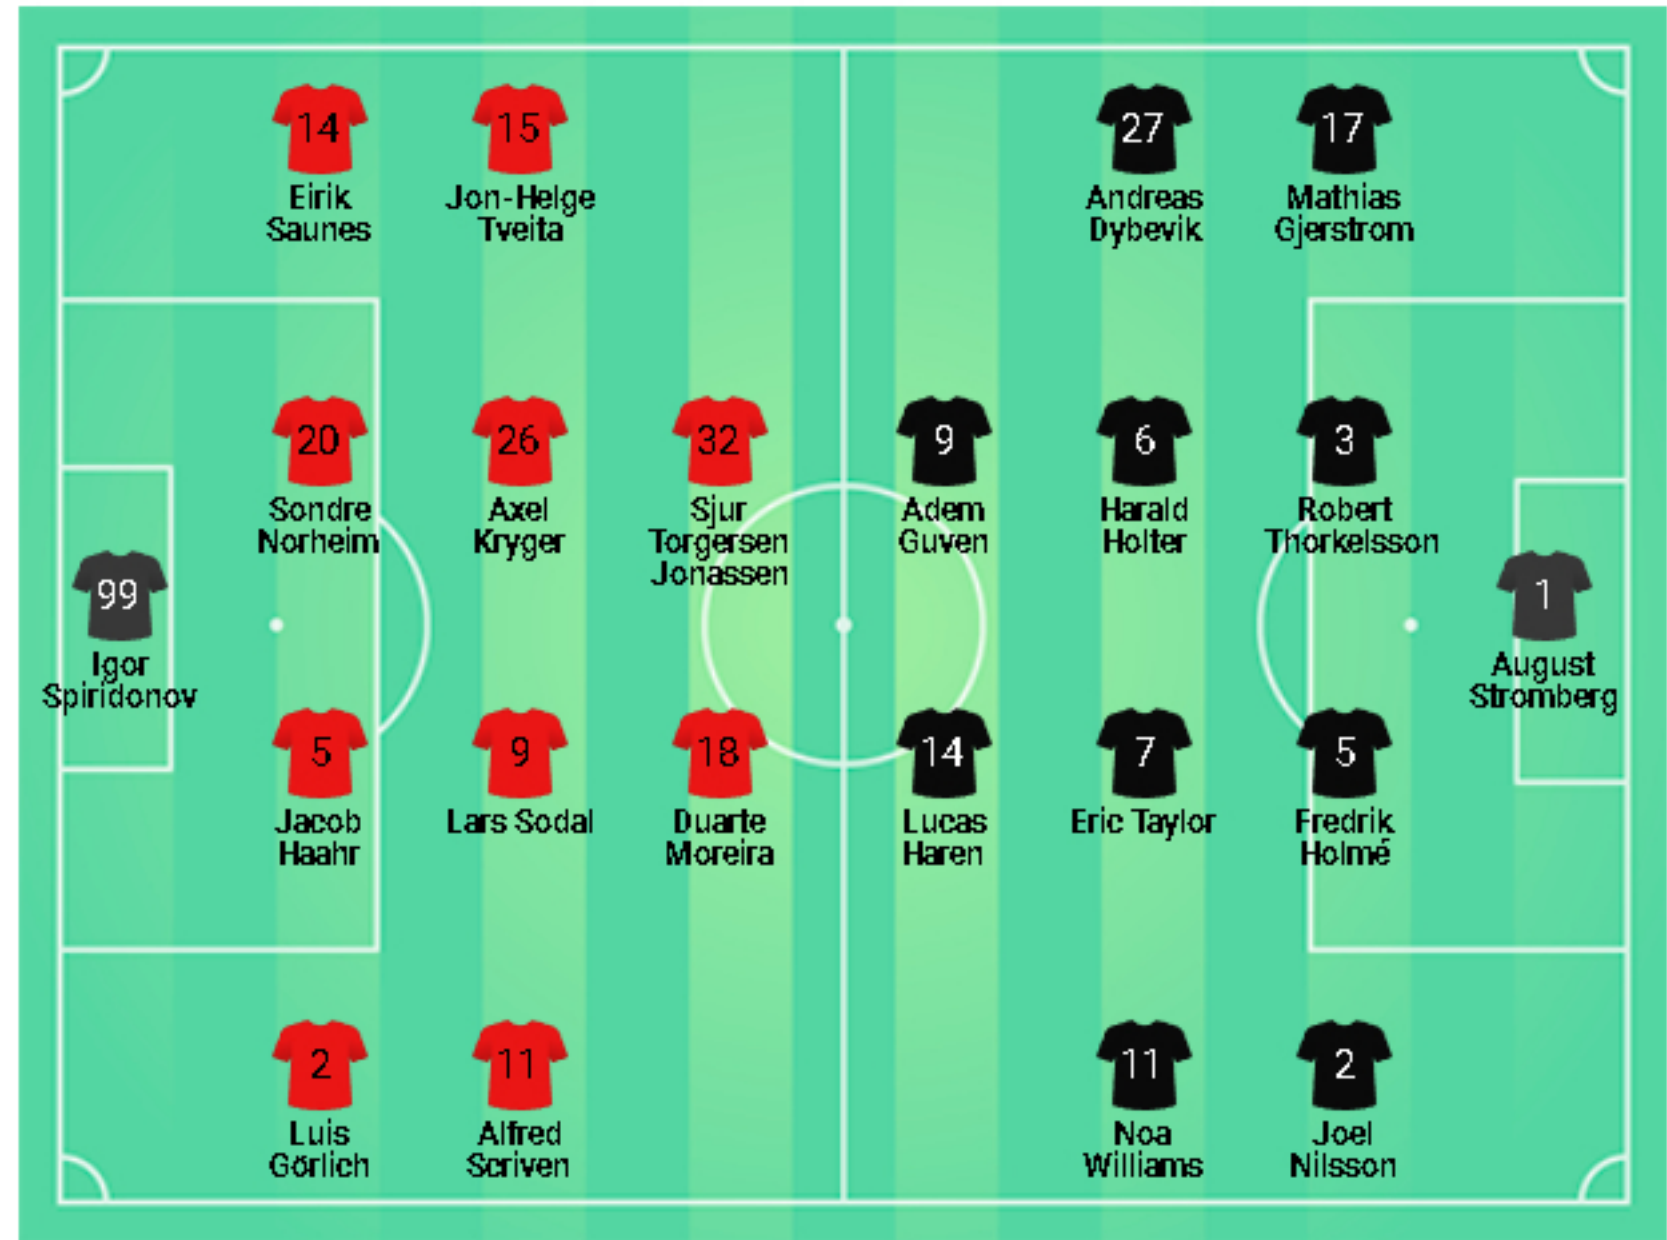 14
Eirik
Saunes
15
Jon-Helge
Tveita
27
Andreas
Dybevik
17
Mathias
Gjerstrom
20
Sondre
Norheim
26
Axel
Kryger
32
Sjur
Torgersen
Jonassen
9
Adem
Guven
6
Harald
Holter
3
Robert
Thorkelsson
99
Igor
Spiridonov
1
August
Stromberg
5
Jacob
Haahr
9
Lars Sodal
18
Duarte
Moreira
14
Lucas
Haren
7
Eric Taylor
5
Fredrik
Holmé
2
Luis
Görlich
11
Alfred
Scriven
11
Noa
Williams
2
Joel
Nilsson